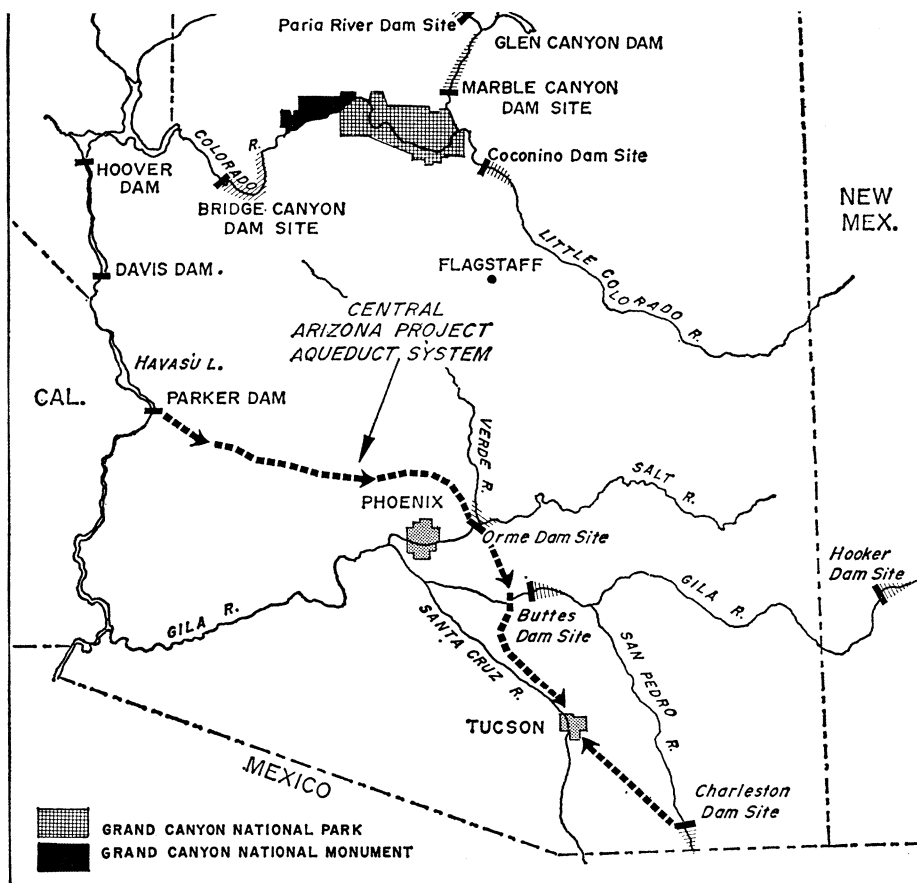 Paria River Dam Site
GLEN CANYON DAM
MARBLE CANYON
DAM SITE
COLORADO R.
Coconino Dam Site
HOOVER
DAM
BRIDGE CANYON
DAM SITE
NEW
MEX.
DAVIS DAM.
FLAGSTAFF
LITTLE COLORADO R.
CENTRAL
ARIZONA PROJECT
AQUEDUCT SYSTEM
HAVASU L.
CAL.
PARKER DAM
VERDE R.
SALT R.
PHOENIX
Orme Dam Site
Hooker
Dam Site
GILA R.
GILA R.
Buttes
Dam Site
SANTA CRUZ R.
SAN PEDRO R.
TUCSON
MEXICO
Charleston
Dam Site
GRAND CANYON NATIONAL PARK
GRAND CANYON NATIONAL MONUMENT